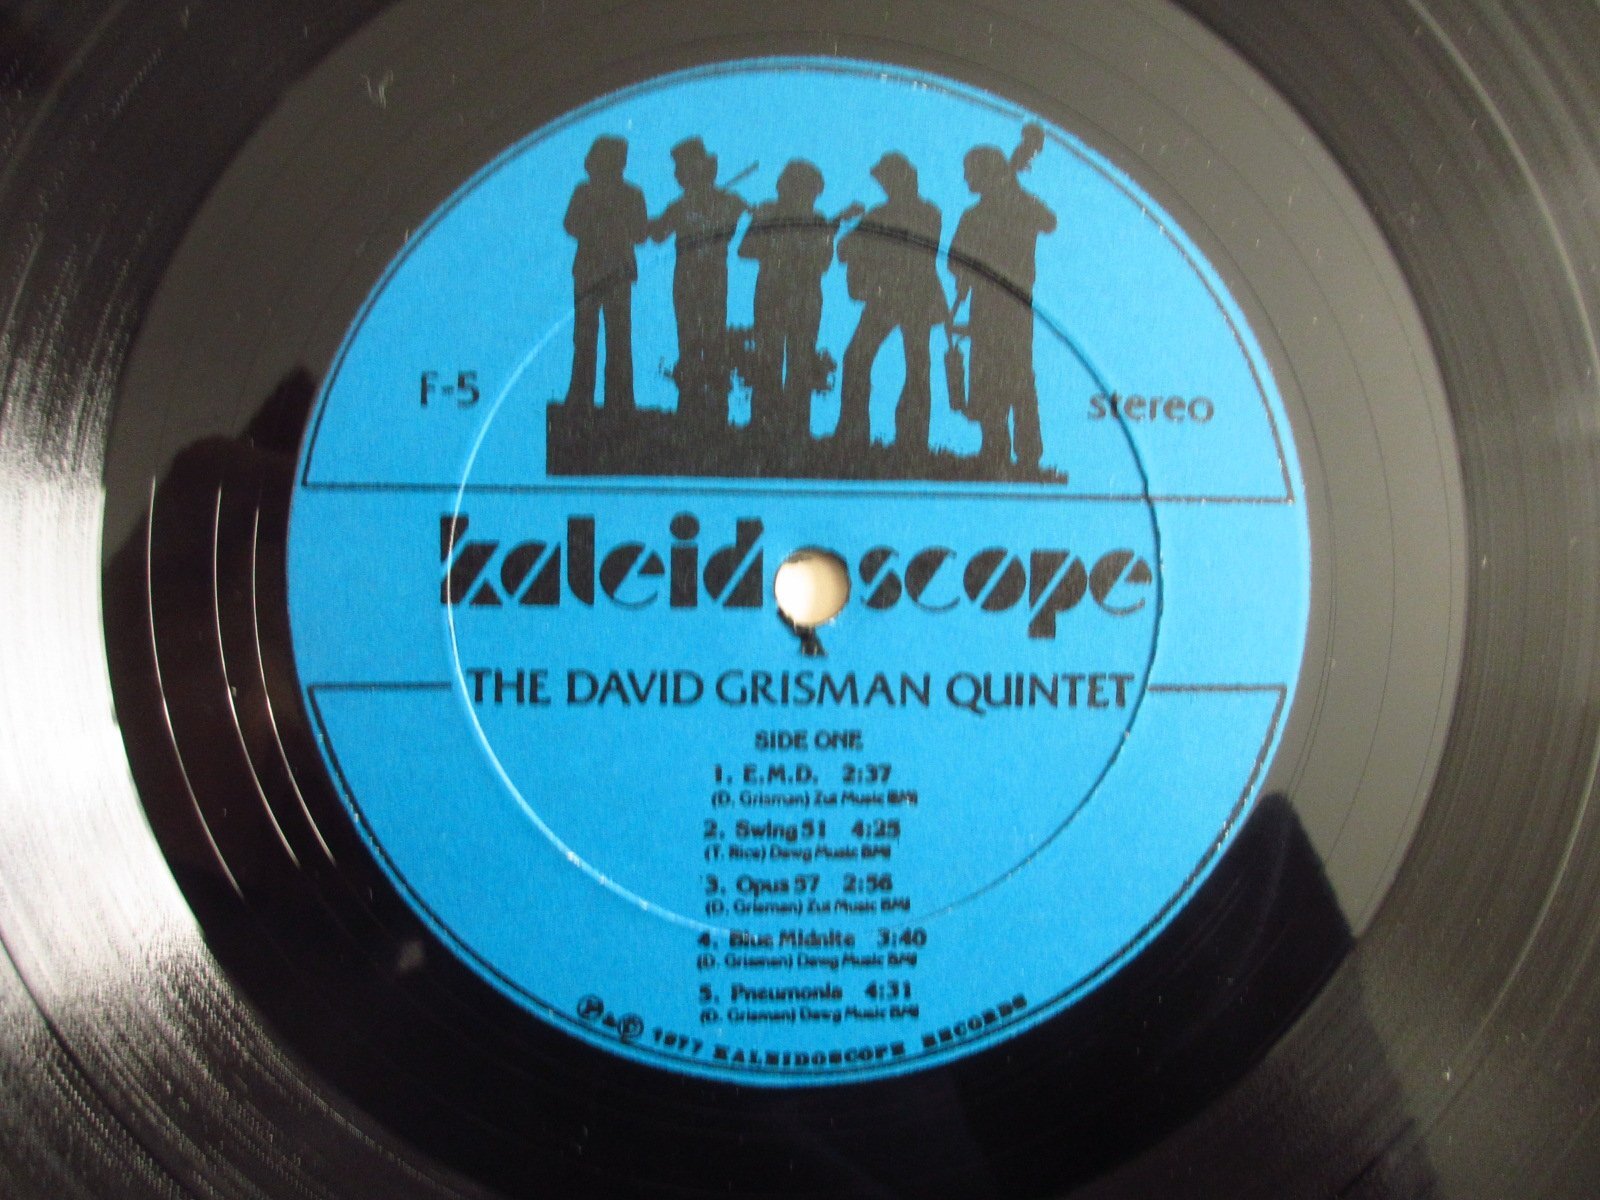 F-5
stereo
kaleidoscope
THE DAVID GRISMAN QUINTET
SIDE ONE
1. E.M.D. 2:37
(D. Grisman) Zut Music BMI
2. Swing 51 4:25
(T. Rice) Dawg Music BMI
3. Opus 57 2:56
(D. Grisman) Zut Music BMI
4. Blue Midnite 3:40
(D. Grisman) Dawg Music BMI
5. Pneumonia 4:31
(D. Grisman) Dawg Music BMI
Ⓟ & © 1977 KALEIDOSCOPE RECORDS